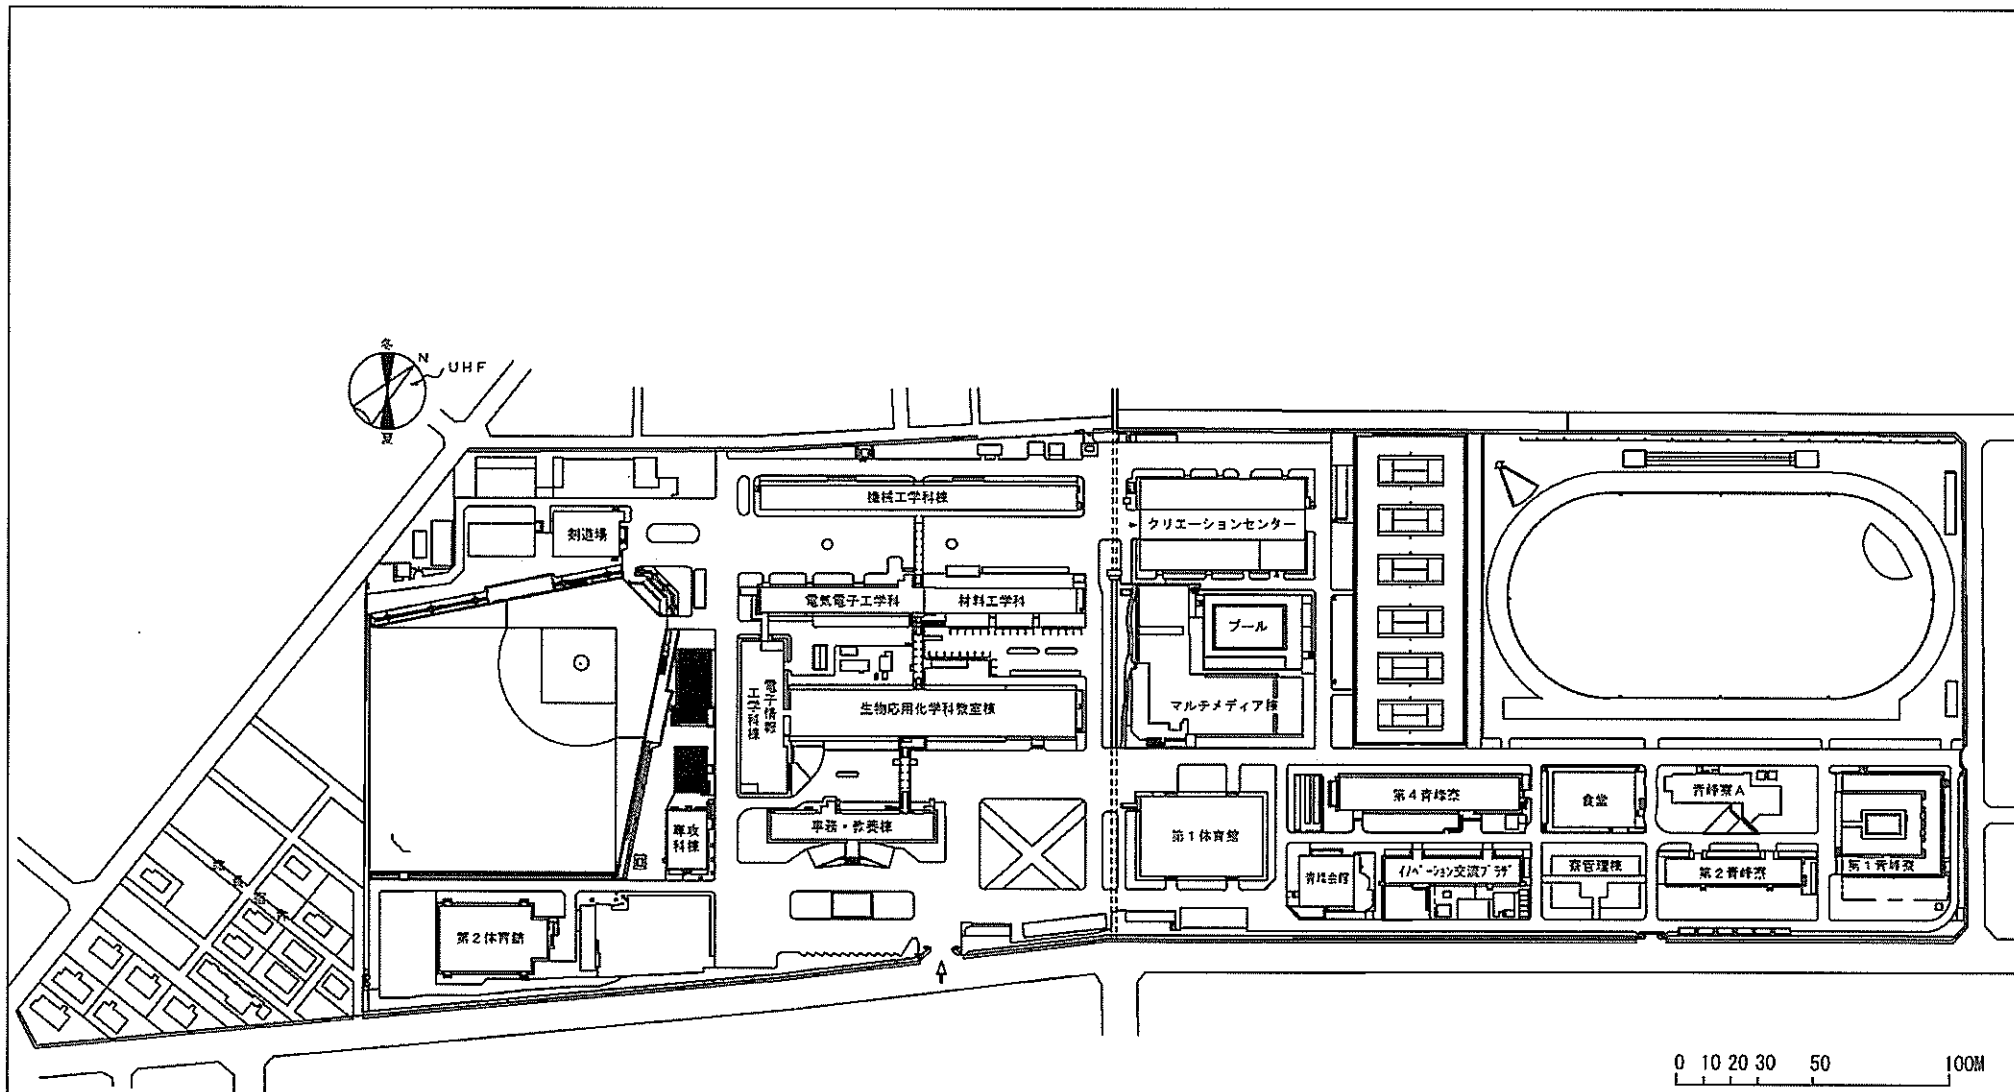 冬
N
UHF
夏
機械工学科棟
剣道場
クリエーションセンター
電気電子工学科
材料工学科
プール
電子情報
工学科棟
生物応用化学科教室棟
マルチメディア棟
事務・教養棟
専攻
科棟
第1体育館
第4青峰寮
食堂
青峰寮A
第1青峰寮
青峰会館
イノベーション交流プラザ
寮管理棟
第2青峰寮
第2体育館
0 10 20 30 50 100M